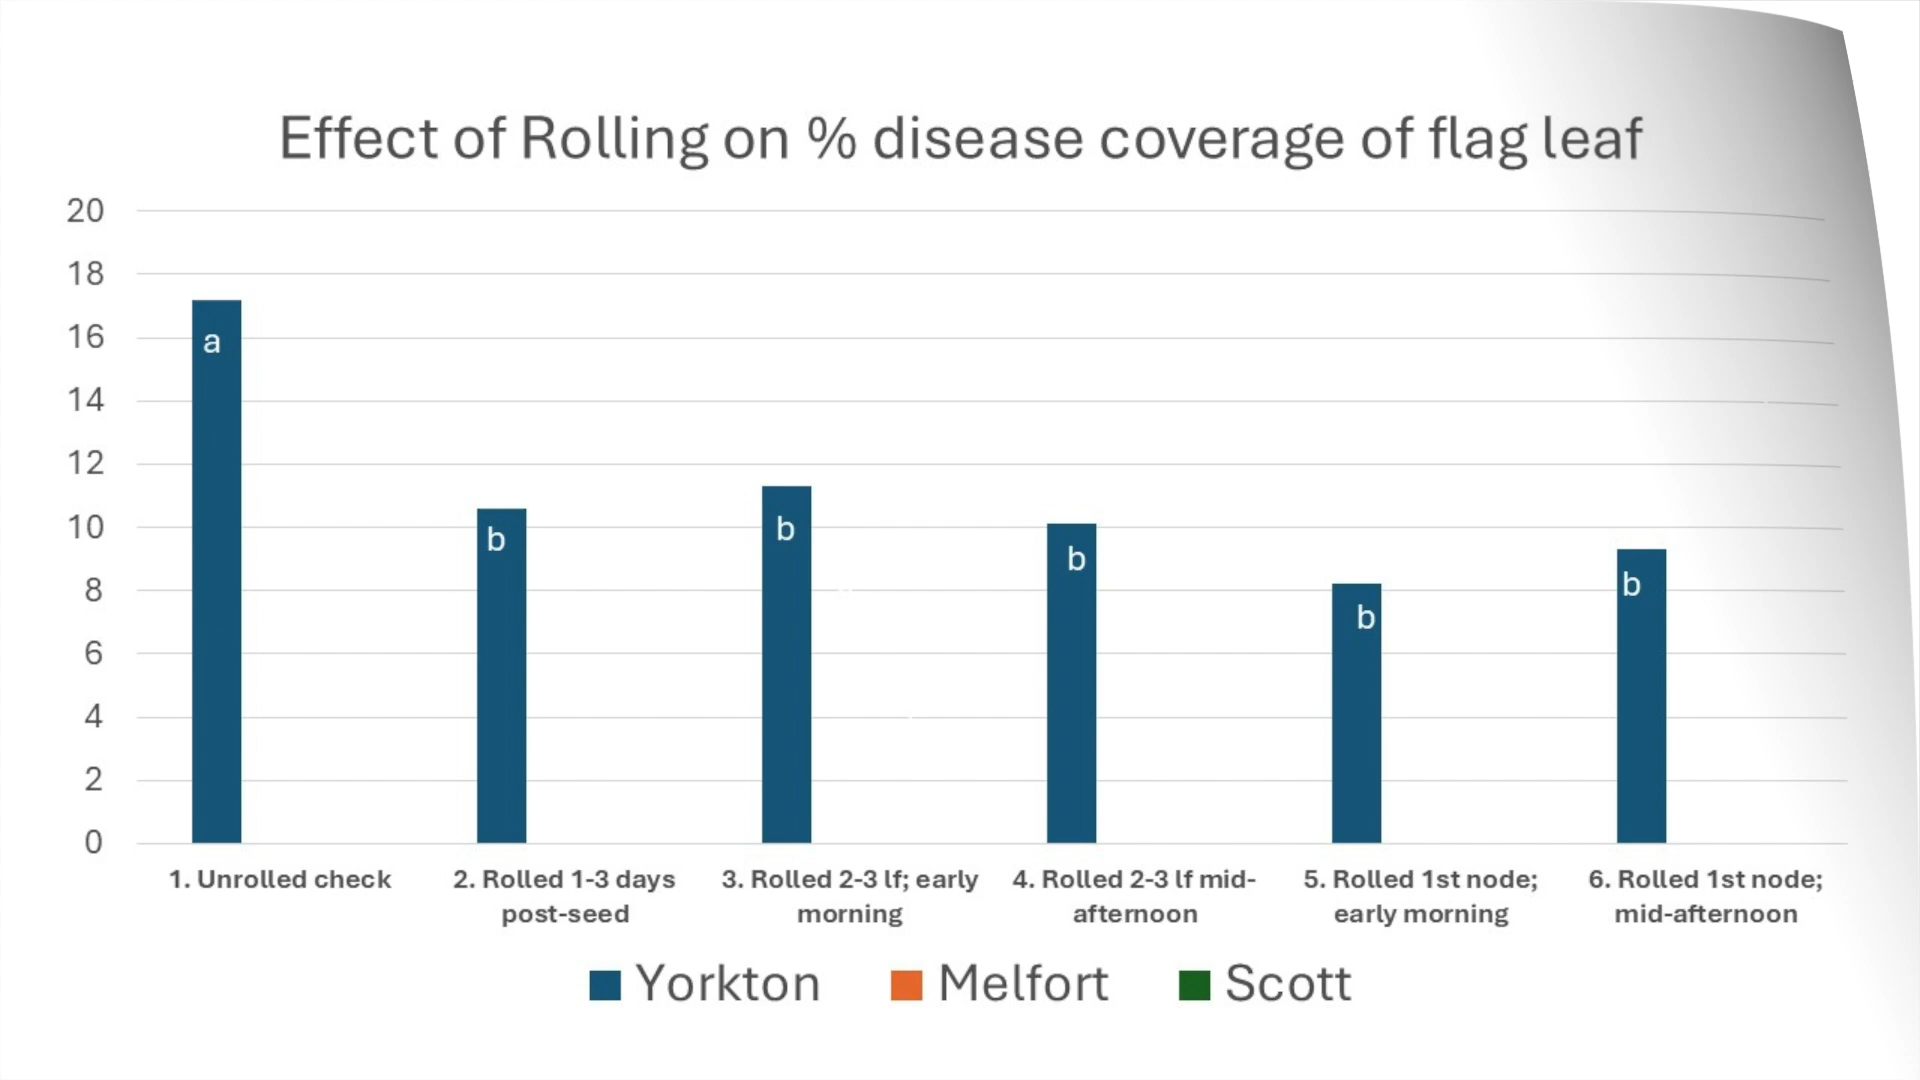 Effect of Rolling on % disease coverage of flag leaf
20
18
16
14
12
10
8
6
4
2
0
a
b
b
b
b
b
1. Unrolled check
2. Rolled 1-3 days
post-seed
3. Rolled 2-3 lf; early
morning
4. Rolled 2-3 lf mid-
afternoon
5. Rolled 1st node;
early morning
6. Rolled 1st node;
mid-afternoon
Yorkton
Melfort
Scott